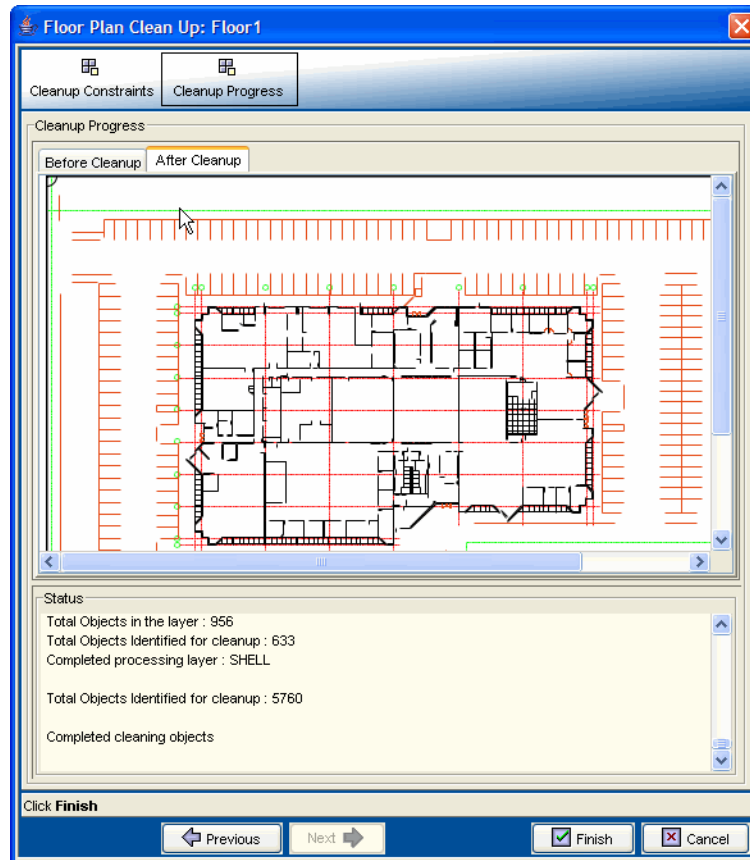 Floor Plan Clean Up: Floor1
Cleanup Constraints
Cleanup Progress
Cleanup Progress
Before Cleanup
After Cleanup
Status
Total Objects in the layer : 956
Total Objects Identified for cleanup : 633
Completed processing layer : SHELL
Total Objects Identified for cleanup : 5760
Completed cleaning objects
Click Finish
Previous
Next
Finish
Cancel